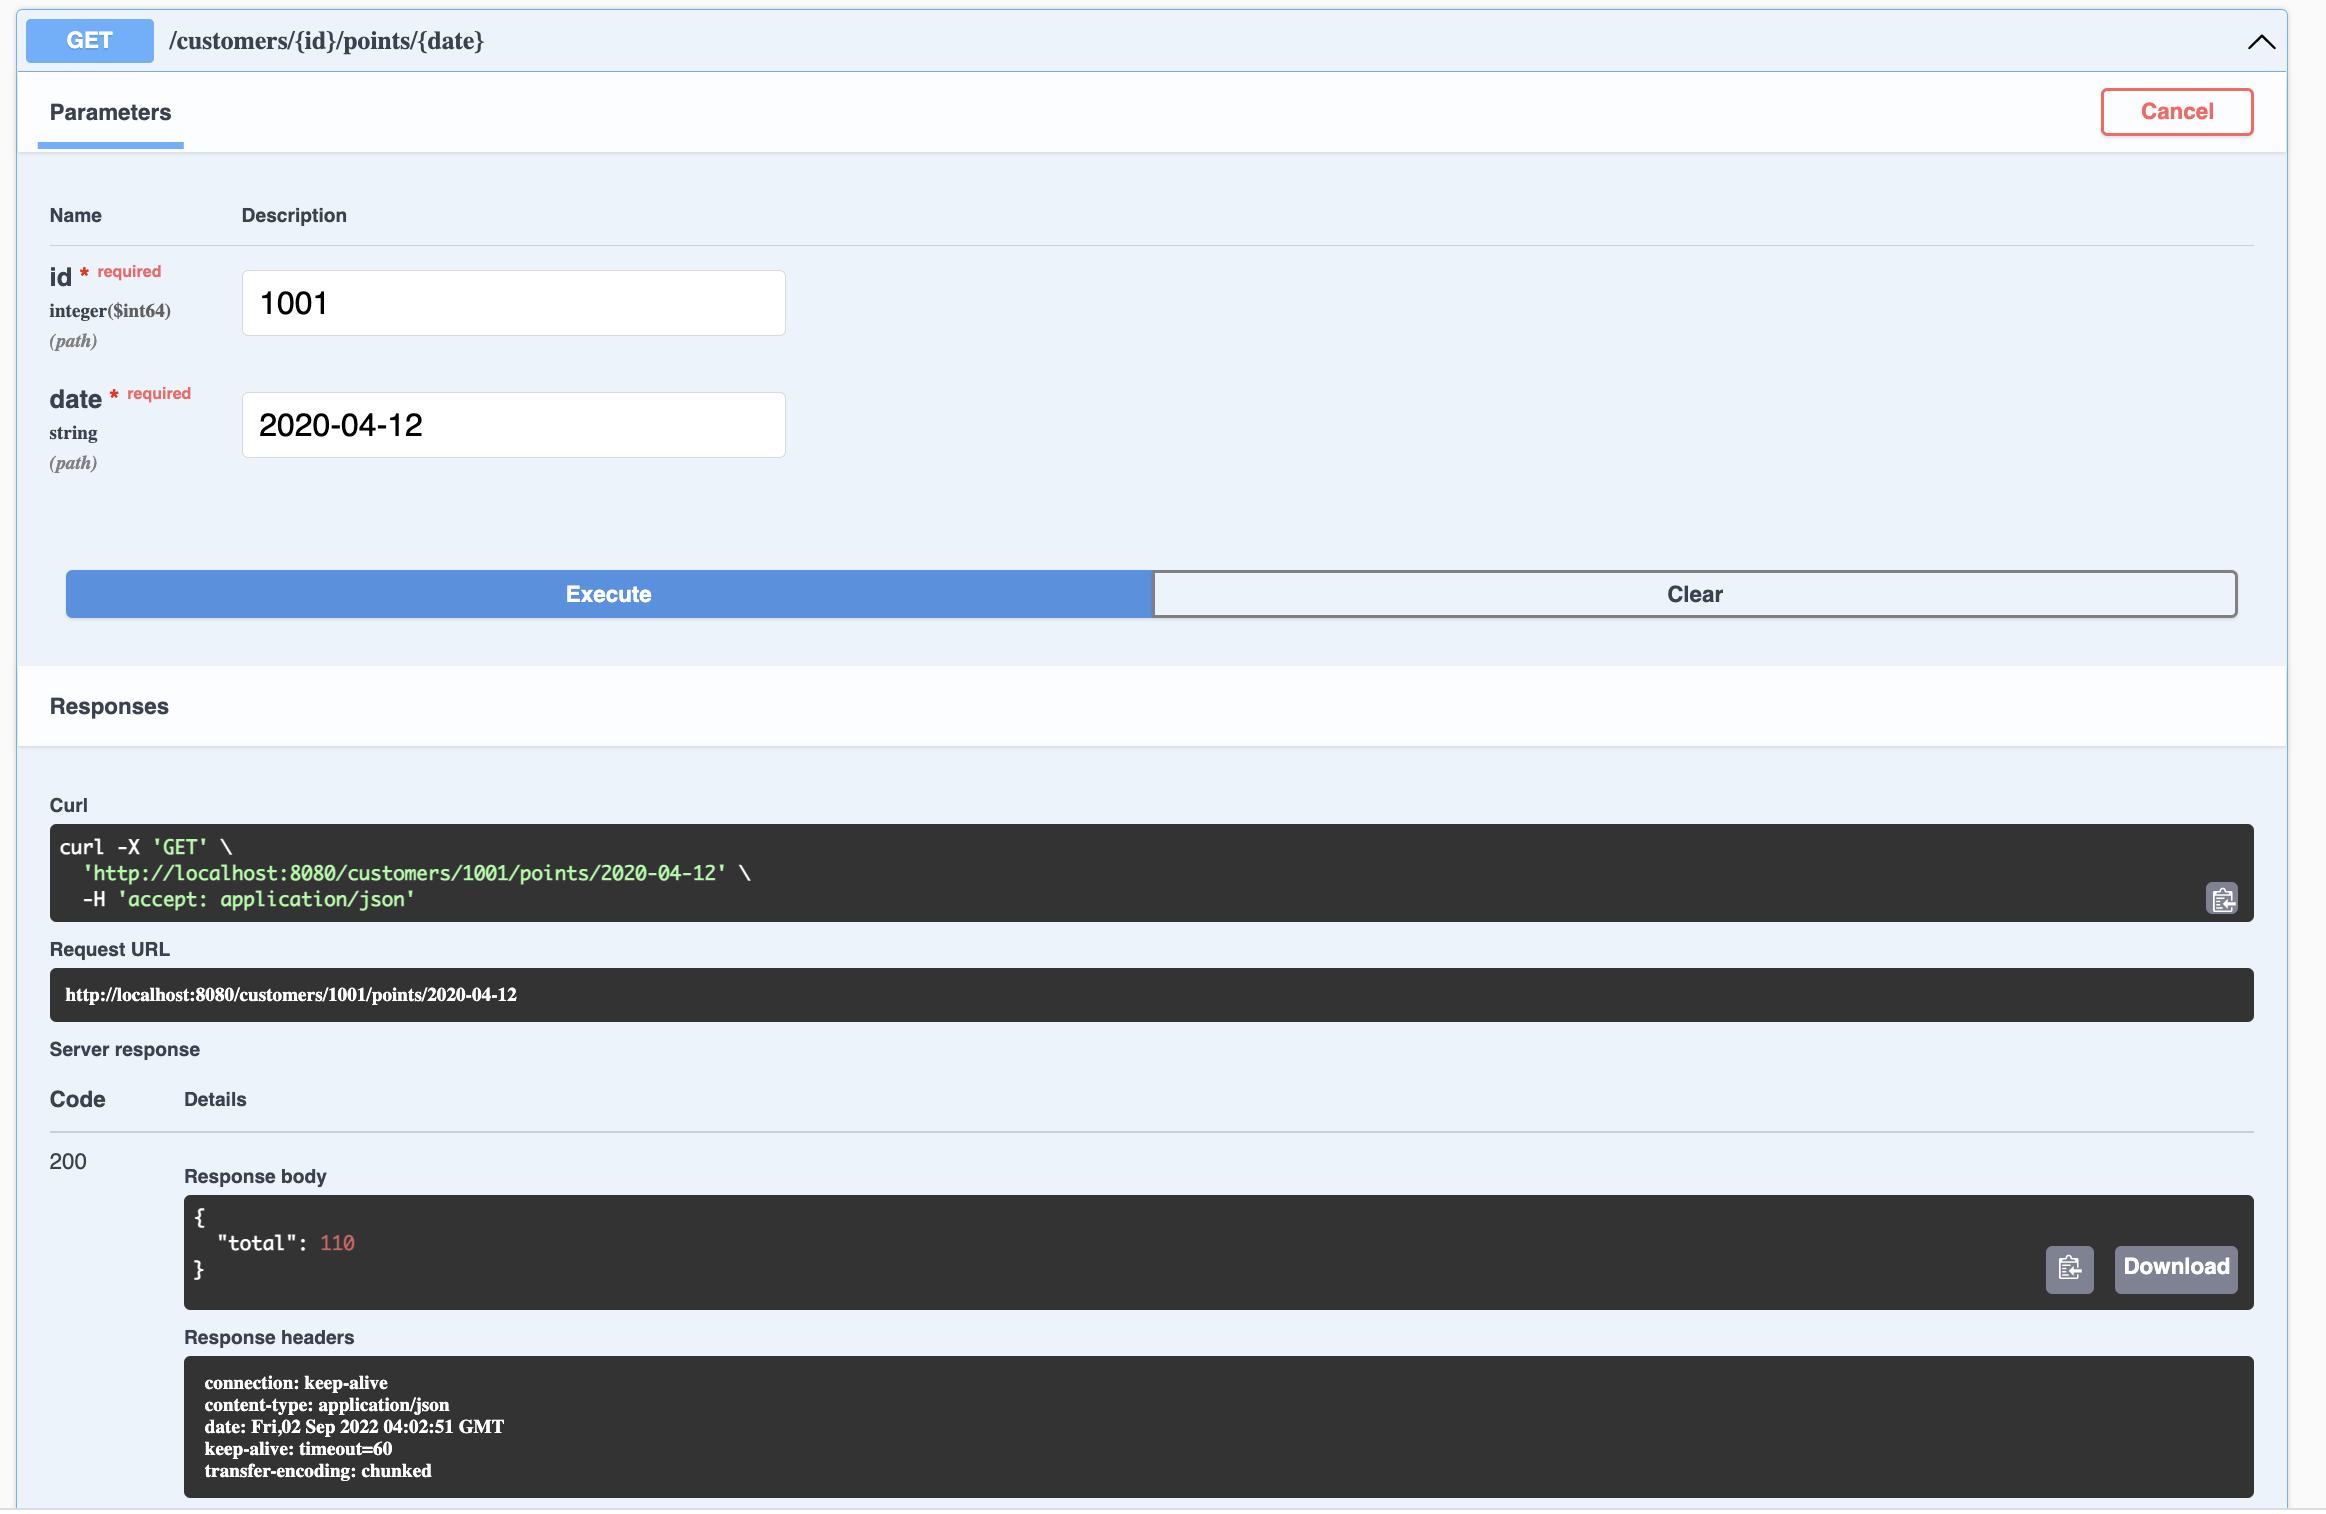 GET /customers/{id}/points/{date}
Parameters
Cancel
Name Description
id * required
integer($int64)
(path)
1001
date * required
string
(path)
2020-04-12
Execute Clear
Responses
Curl
curl -X 'GET' \
'http://localhost:8080/customers/1001/points/2020-04-12' \
-H 'accept: application/json'
Request URL
http://localhost:8080/customers/1001/points/2020-04-12
Server response
Code Details
200
Response body
{
"total": 110
}
Download
Response headers
connection: keep-alive
content-type: application/json
date: Fri,02 Sep 2022 04:02:51 GMT
keep-alive: timeout=60
transfer-encoding: chunked